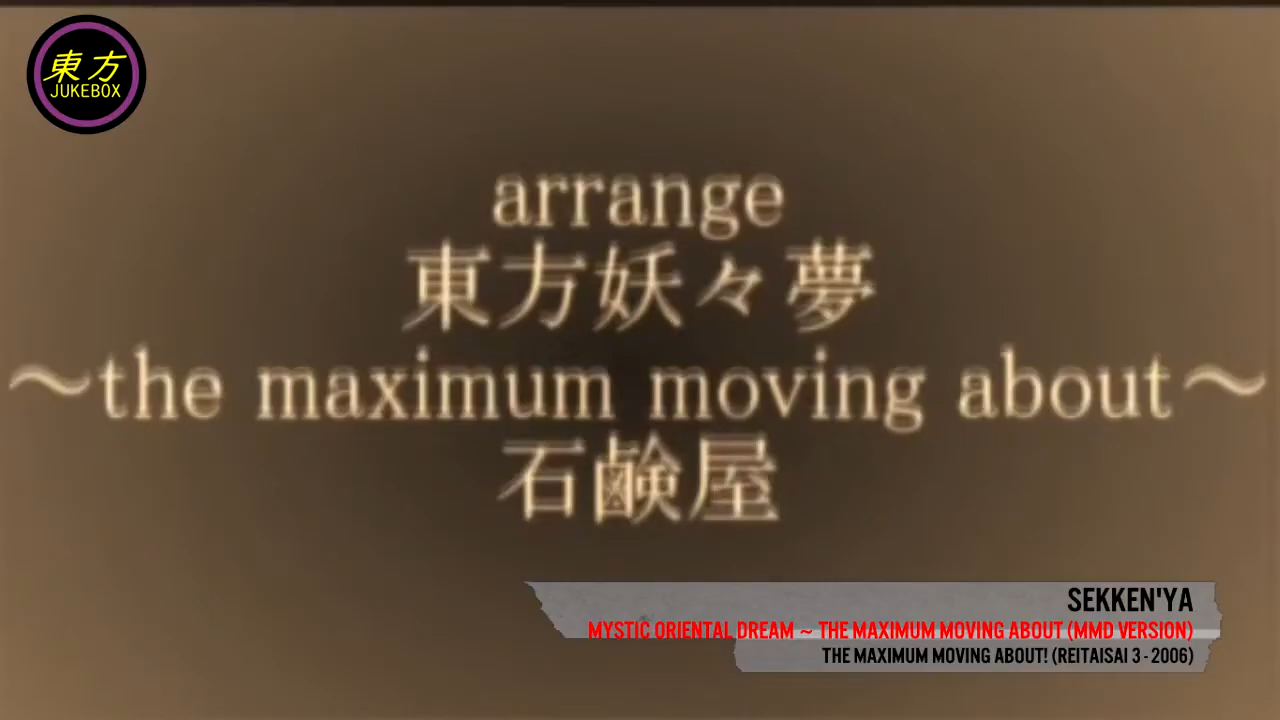 東方
JUKEBOX
arrange
東方妖々夢
～the maximum moving about～
石鹸屋
SEKKEN'YA
MYSTIC ORIENTAL DREAM ~ THE MAXIMUM MOVING ABOUT (MMD VERSION)
THE MAXIMUM MOVING ABOUT! (REITAISAI 3 - 2006)